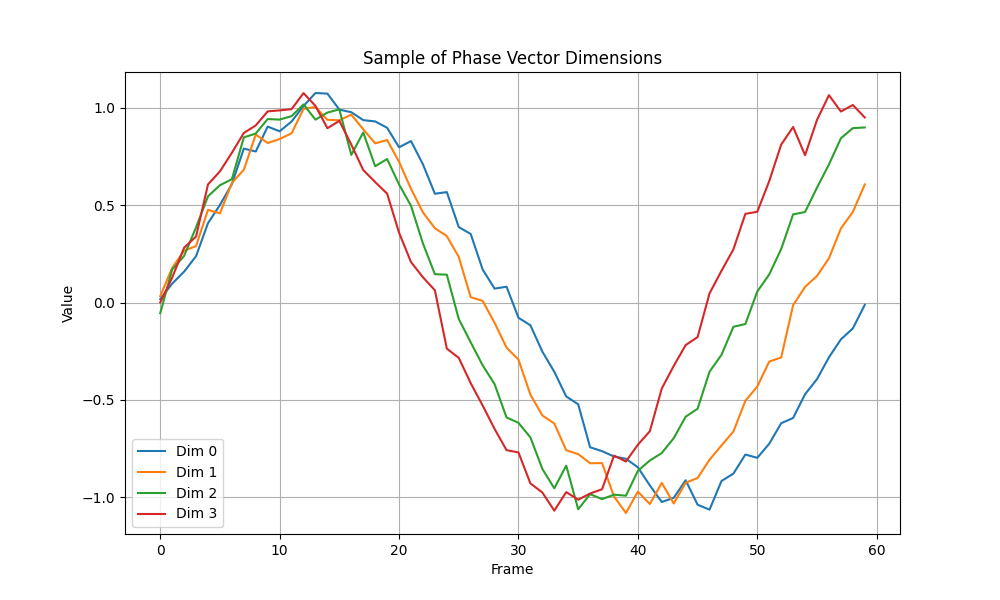 Sample of Phase Vector Dimensions
1.0
0.5
0.0
−0.5
−1.0
Value
Dim 0
Dim 1
Dim 2
Dim 3
0 10 20 30 40 50 60
Frame